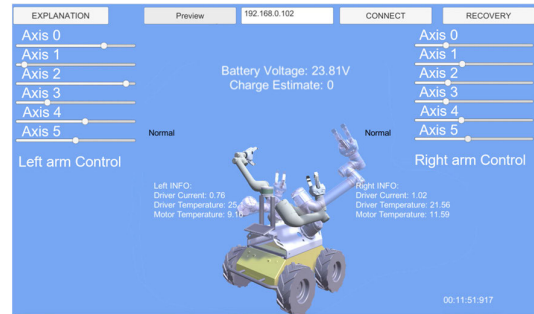 EXPLANATION
Preview
192.168.0.102
CONNECT
RECOVERY
Axis 0
Axis 1
Axis 2
Axis 3
Axis 4
Axis 5
Left arm Control
Battery Voltage: 23.81V
Charge Estimate: 0
Axis 0
Axis 1
Axis 2
Axis 3
Axis 4
Axis 5
Right arm Control
Normal
Normal
Left INFO:
Driver Current: 0.76
Driver Temperature:
Motor Temperature:
Right INFO:
Driver Current: 1.02
Driver Temperature: 21.56
Motor Temperature: 11.59
00:11:51:917